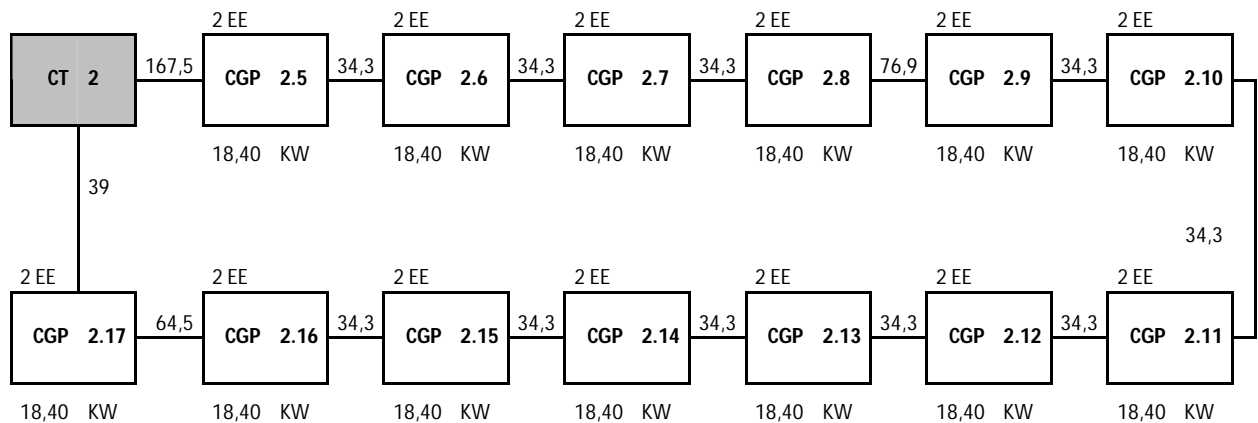 2 EE 2 EE 2 EE 2 EE 2 EE 2 EE
CT 2 167,5 CGP 2.5 34,3 CGP 2.6 34,3 CGP 2.7 34,3 CGP 2.8 76,9 CGP 2.9 34,3 CGP 2.10
18,40 KW 18,40 KW 18,40 KW 18,40 KW 18,40 KW 18,40 KW
39
34,3
2 EE 2 EE 2 EE 2 EE 2 EE 2 EE 2 EE
CGP 2.17 64,5 CGP 2.16 34,3 CGP 2.15 34,3 CGP 2.14 34,3 CGP 2.13 34,3 CGP 2.12 34,3 CGP 2.11
18,40 KW 18,40 KW 18,40 KW 18,40 KW 18,40 KW 18,40 KW 18,40 KW